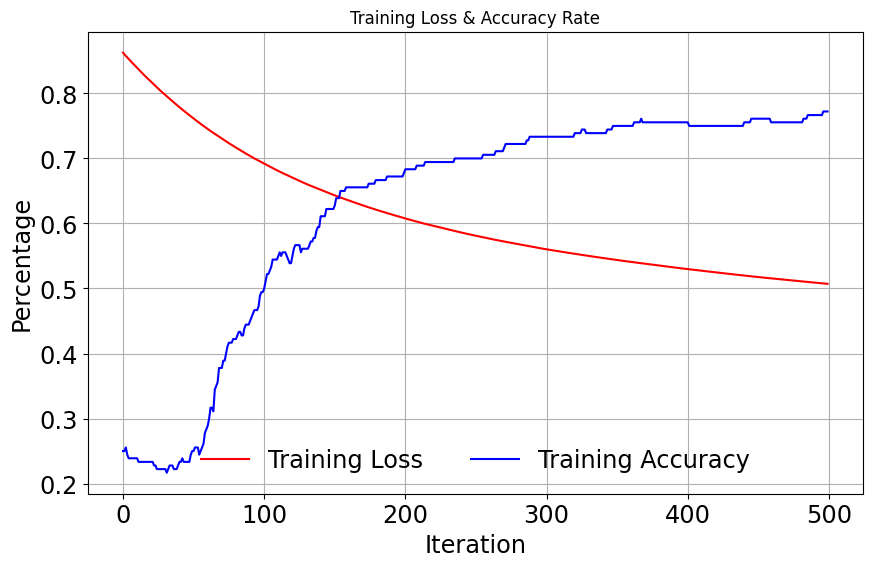 Training Loss & Accuracy Rate
Percentage
0.8
0.7
0.6
0.5
0.4
0.3
0.2
Training Loss Training Accuracy
0 100 200 300 400 500
Iteration